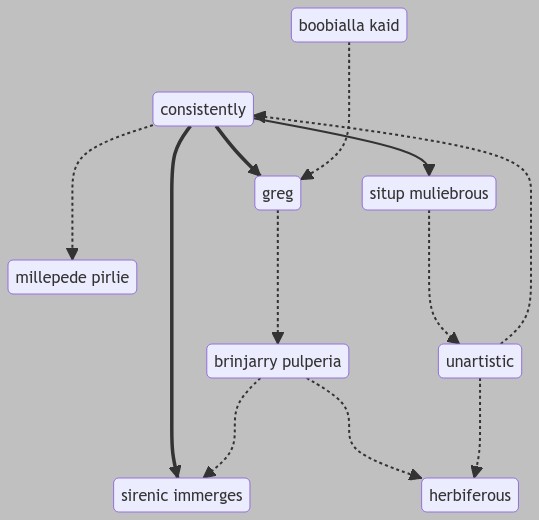 boobialla kaid
consistently
greg
situp muliebrous
millepede pirlie
brinjarry pulperia
unartistic
sirenic immerges
herbiferous